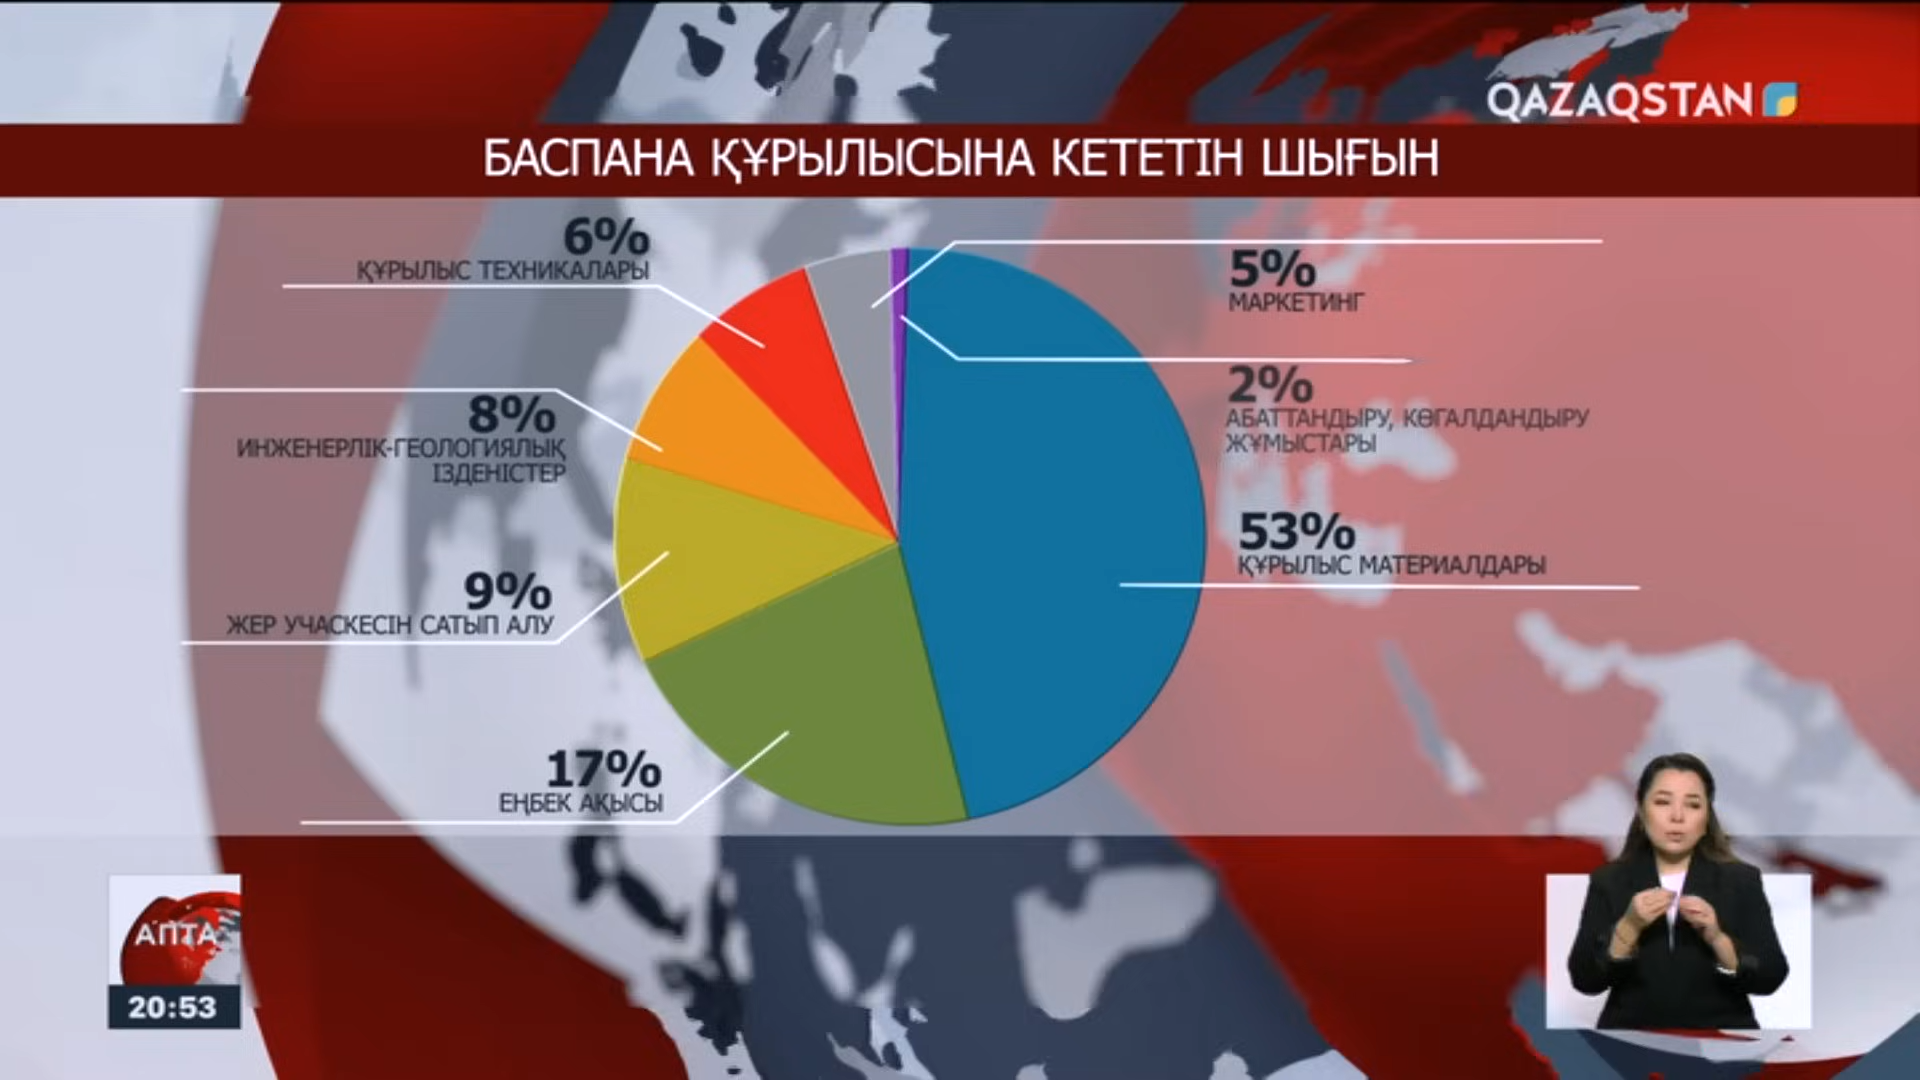 QAZAQSTAN
БАСПАНА ҚҰРЫЛЫСЫНА КЕТЕТІН ШЫҒЫН
6%
ҚҰРЫЛЫС ТЕХНИКАЛАРЫ
5%
МАРКЕТИНГ
8%
ИНЖЕНЕРЛІК-ГЕОЛОГИЯЛЫҚ
ІЗДЕНІСТЕР
2%
АБАТТАНДЫРУ, КӨГАЛДАНДЫРУ
ЖҰМЫСТАРЫ
53%
ҚҰРЫЛЫС МАТЕРИАЛДАРЫ
9%
ЖЕР УЧАСКЕСІН САТЫП АЛУ
17%
ЕҢБЕК АҚЫСЫ
АПТА
20:53